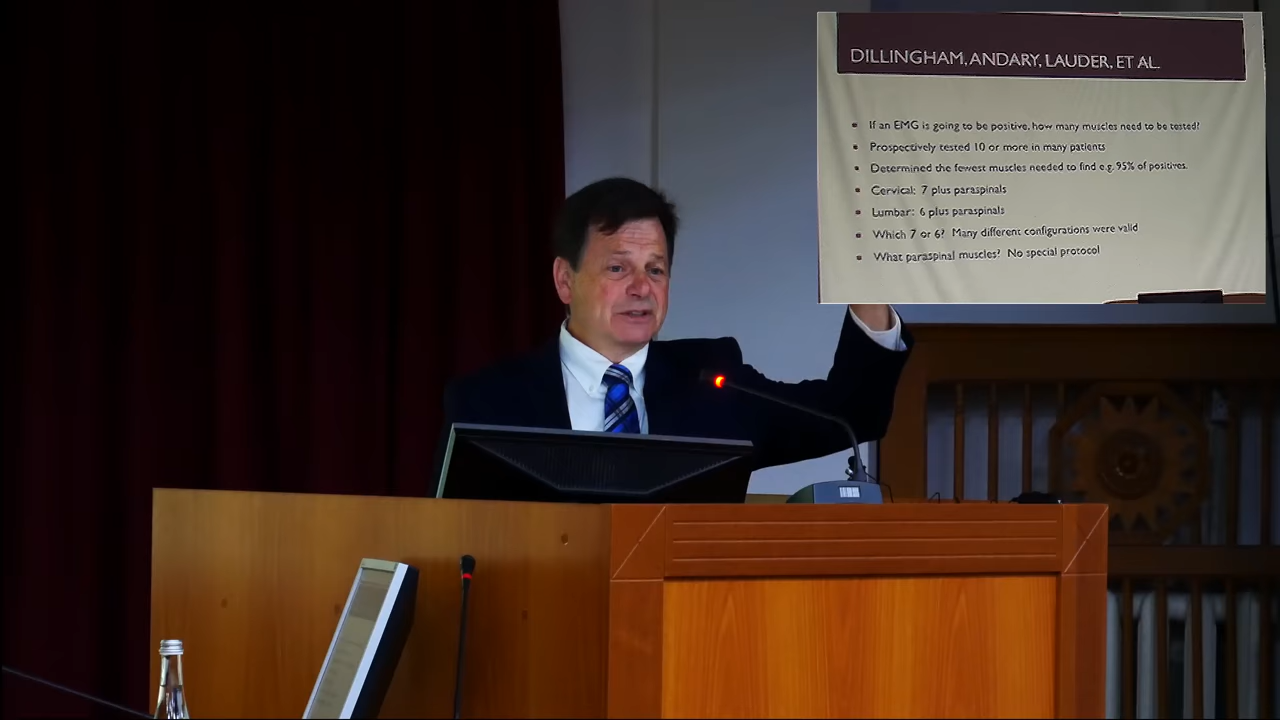 DILLINGHAM, ANDARY, LAUDER, ET AL.
If an EMG is going to be positive, how many muscles need to be tested?
Prospectively tested 10 or more in many patients
Determined the fewest muscles needed to find e.g. 95% of positives.
Cervical: 7 plus paraspinals
Lumbar: 6 plus paraspinals
Which 7 or 6? Many different configurations were valid
What paraspinal muscles? No special protocol